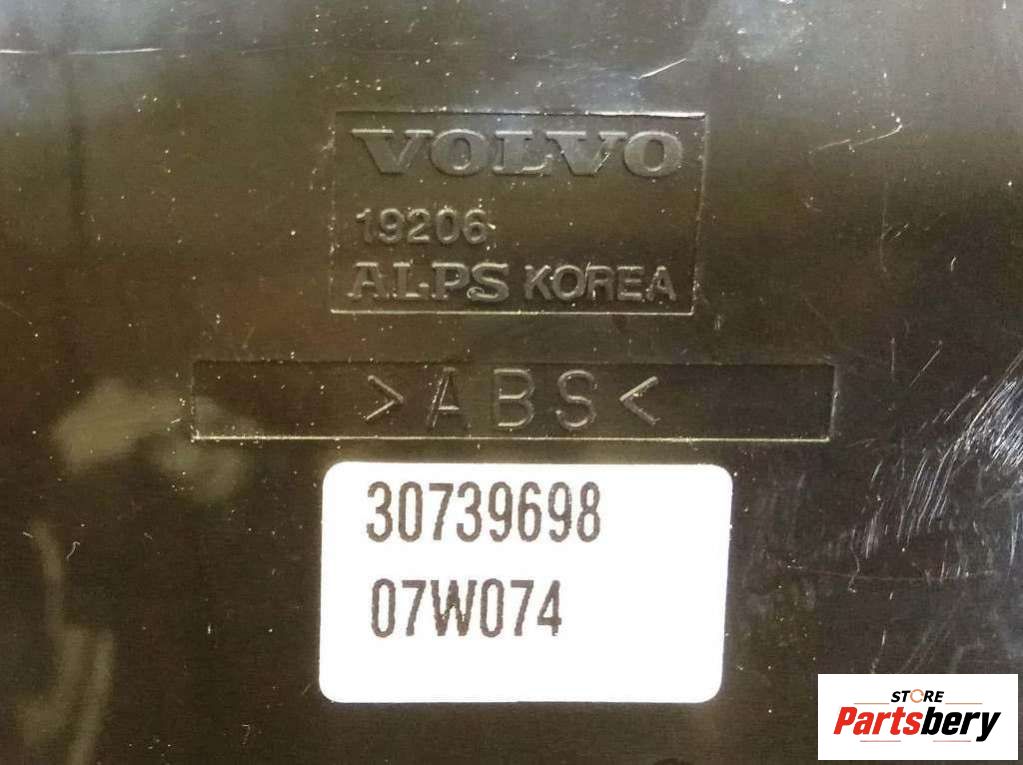 VOLVO
19206
ALPS KOREA
>ABS<
30739698
07W074
STORE
Partsbery